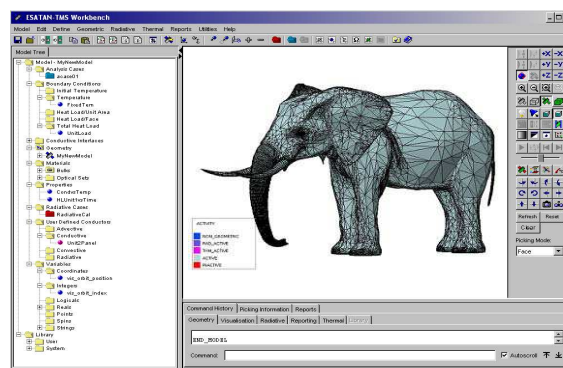 ESATAN-TMS Workbench
Model Edit Define Geometric Radiative Thermal Reports Utilities Help
Model Tree
Model - MyNewModel
Analysis Cases
acase01
Boundary Conditions
Initial Temperature
Temperature
FixedTem
Heat Load/Unit Area
Heat Load/Face
Total Heat Load
UnitLoad
Conductive Interfaces
Geometry
MyNewModel
Materials
Bulks
Optical Sets
Properties
CondvsTemp
HLUnitvsTime
Radiative Cases
RadiativeCal
User Defined Conductors
Advective
Conductive
Unit2Panel
Convective
Radiative
Variables
Coordinates
vis_orbit_position
Integers
vis_orbit_index
Logicals
Reals
Points
Spins
Strings
Library
User
System
ACTIVITY
NON_GEOMETRIC
RAD_ACTIVE
THM_ACTIVE
ACTIVE
INACTIVE
+X -X
+Y -Y
+Z -Z
Refresh Reset
Clear
Picking Mode:
Face
Command History Picking Information Reports
Geometry Visualisation Radiative Reporting Thermal Library
END_MODEL
Command:
Autoscroll